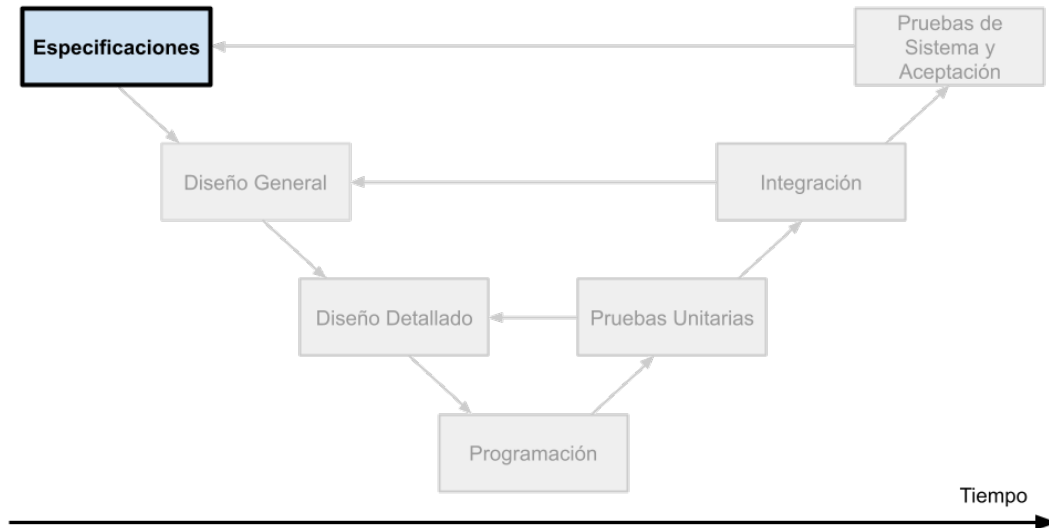 Especificaciones
Pruebas de
Sistema y
Aceptación
Diseño General
Integración
Diseño Detallado
Pruebas Unitarias
Programación
Tiempo